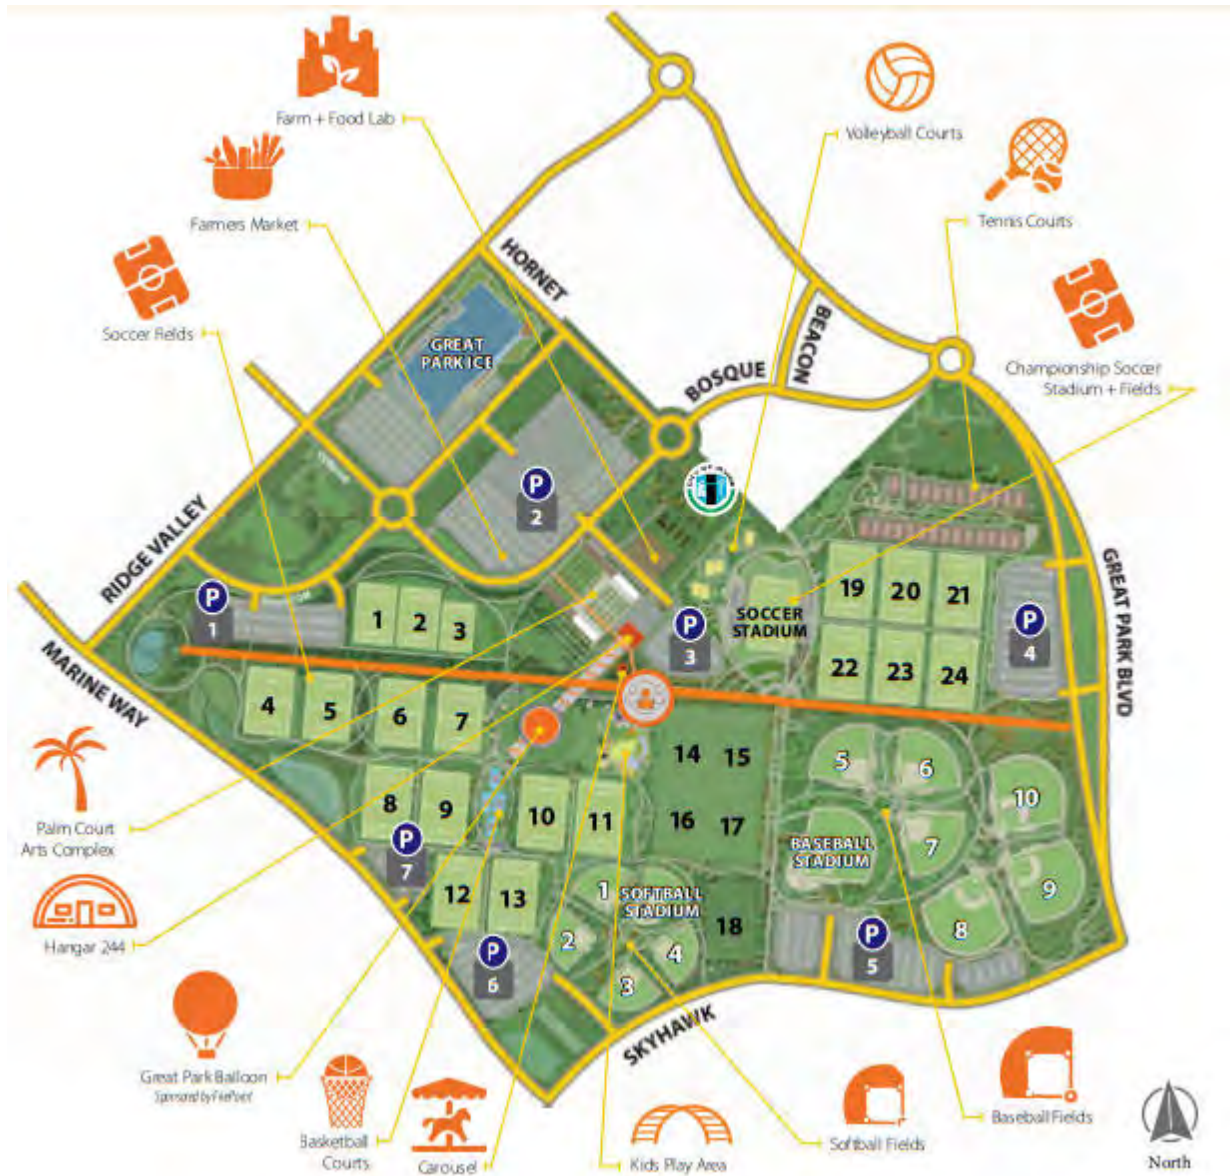 Farm + Food Lab
Volleyball Courts
Farmers Market
Tennis Courts
Soccer Fields
Championship Soccer
Stadium + Fields
HORNET
BEACON
BOSQUE
GREAT
PARK ICE
RIDGE VALLEY
MARINE WAY
GREAT PARK BLVD
SKYHAWK
P
2
P
1
P
3
P
4
SOCCER
STADIUM
19
20
21
22
23
24
1
2
3
4
5
6
7
14
15
16
17
8
9
10
11
P
7
12
13
P
6
18
5
6
7
10
9
8
BASEBALL
STADIUM
P
5
1
SOFTBALL
STADIUM
2
4
3
Palm Court
Arts Complex
Hangar 244
Great Park Balloon
Basketball
Courts
Carousel
Kids Play Area
Softball Fields
Baseball Fields
North